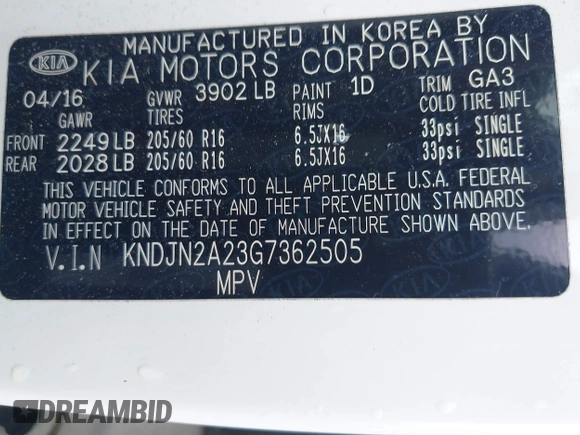 MANUFACTURED IN KOREA BY
KIA KIA MOTORS CORPORATION
04/16 GVWR 3902 LB PAINT 1D TRIM GA3
GAWR TIRES RIMS COLD TIRE INFL
FRONT 2249 LB 205/60 R16 6.5JX16 33psi SINGLE
REAR 2028 LB 205/60 R16 6.5JX16 33psi SINGLE
THIS VEHICLE CONFORMS TO ALL APPLICABLE U.S.A. FEDERAL
MOTOR VEHICLE SAFETY AND THEFT PREVENTION STANDARDS
IN EFFECT ON THE DATE OF MANUFACTURE SHOWN ABOVE.
V.I.N KNDJN2A23G7362505
MPV
DREAMBID